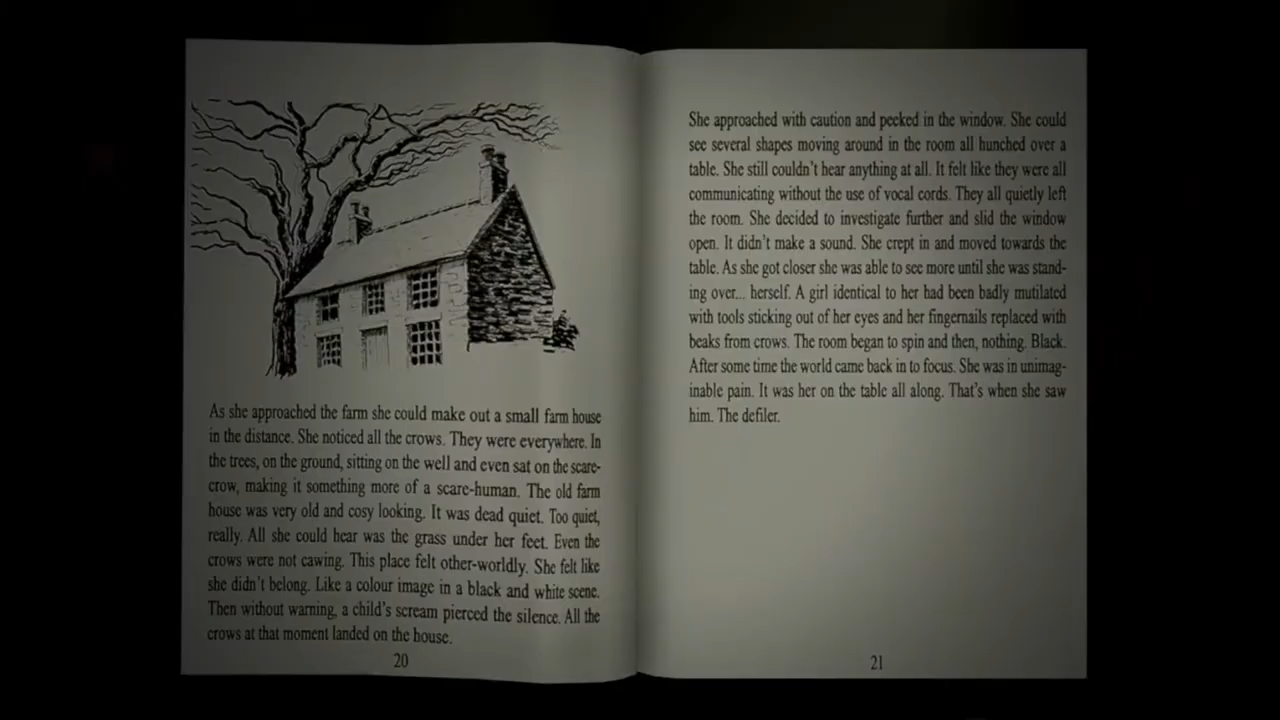 As she approached the farm she could make out a small farm house
in the distance. She noticed all the crows. They were everywhere. In
the trees, on the ground, sitting on the well and even sat on the scare-
crow, making it something more of a scare-human. The old farm
house was very old and cosy looking. It was dead quiet. Too quiet,
really. All she could hear was the grass under her feet. Even the
crows were not cawing. This place felt other-worldly. She felt like
she didn't belong. Like a colour image in a black and white scene.
Then without warning, a child's scream pierced the silence. All the
crows at that moment landed on the house.
20
She approached with caution and peeked in the window. She could
see several shapes moving around in the room all hunched over a
table. She still couldn't hear anything at all. It felt like they were all
communicating without the use of vocal cords. They all quietly left
the room. She decided to investigate further and slid the window
open. It didn't make a sound. She crept in and moved towards the
table. As she got closer she was able to see more until she was stand-
ing over... herself. A girl identical to her had been badly mutilated
with tools sticking out of her eyes and her fingernails replaced with
beaks from crows. The room began to spin and then, nothing. Black.
After some time the world came back in to focus. She was in unimag-
inable pain. It was her on the table all along. That's when she saw
him. The defiler.
21